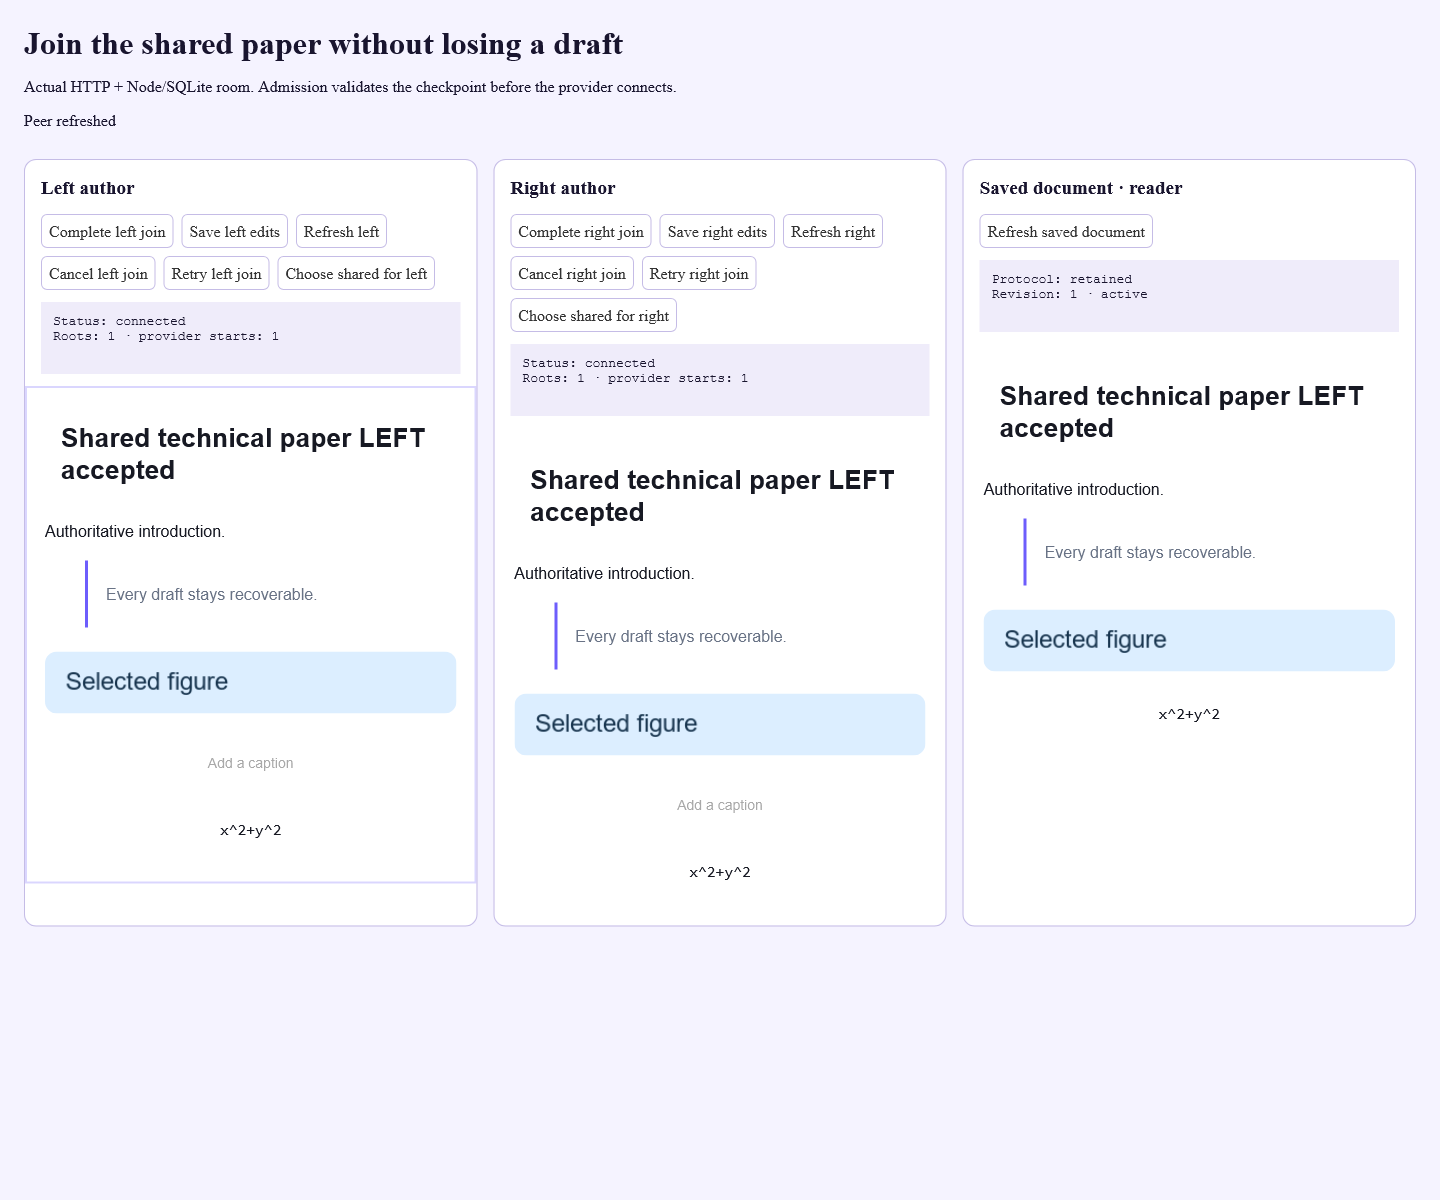 Join the shared paper without losing a draft
Actual HTTP + Node/SQLite room. Admission validates the checkpoint before the provider connects.
Peer refreshed
Left author
Complete left join
Save left edits
Refresh left
Cancel left join
Retry left join
Choose shared for left
Status: connected
Roots: 1 · provider starts: 1
Shared technical paper LEFT
accepted
Authoritative introduction.
Every draft stays recoverable.
Selected figure
Add a caption
x^2+y^2
Right author
Complete right join
Save right edits
Refresh right
Cancel right join
Retry right join
Choose shared for right
Status: connected
Roots: 1 · provider starts: 1
Shared technical paper LEFT
accepted
Authoritative introduction.
Every draft stays recoverable.
Selected figure
Add a caption
x^2+y^2
Saved document · reader
Refresh saved document
Protocol: retained
Revision: 1 · active
Shared technical paper LEFT
accepted
Authoritative introduction.
Every draft stays recoverable.
Selected figure
x^2+y^2